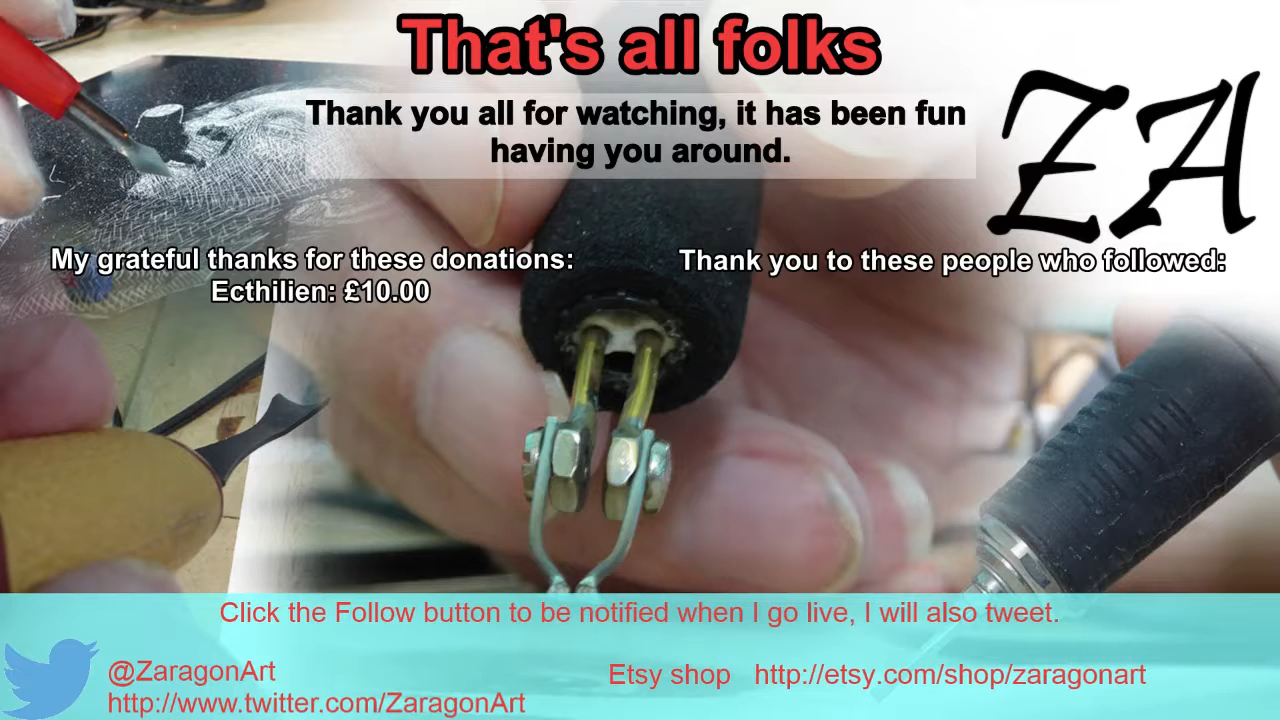 That's all folks
Thank you all for watching, it has been fun
having you around.
ZA
My grateful thanks for these donations:
Ecthilien: £10.00
Thank you to these people who followed:
Click the Follow button to be notified when I go live, I will also tweet.
@ZaragonArt
http://www.twitter.com/ZaragonArt
Etsy shop http://etsy.com/shop/zaragonart